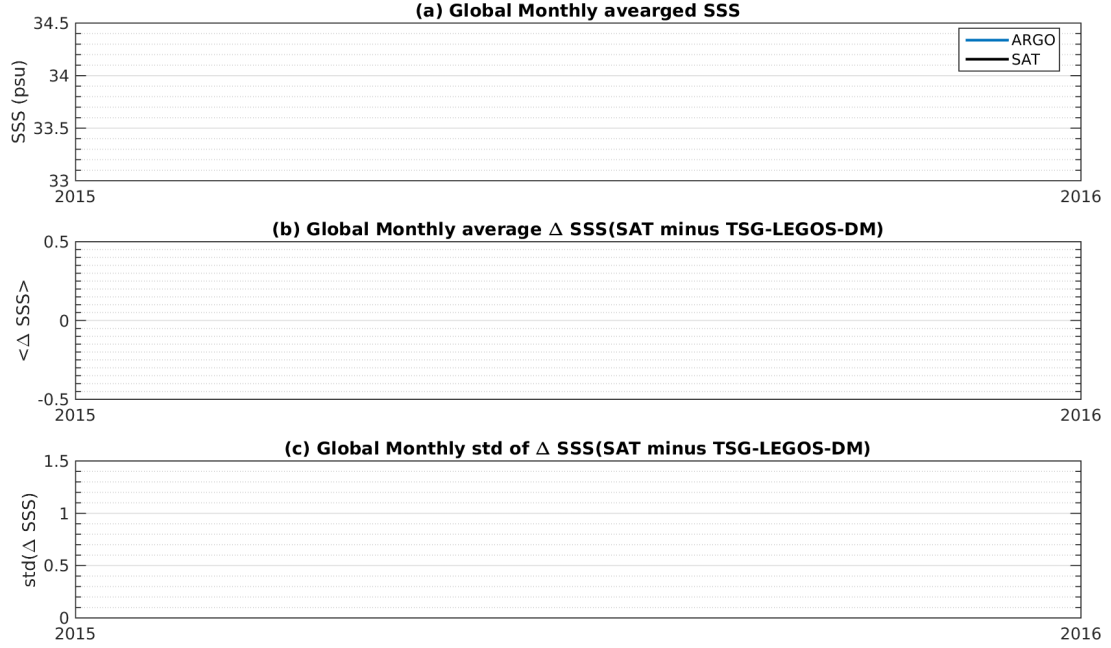 (a) Global Monthly avearged SSS
34.5
34
33.5
33
SSS (psu)
ARGO
SAT
2015
2016
(b) Global Monthly average Δ SSS(SAT minus TSG-LEGOS-DM)
0.5
0
-0.5
<Δ SSS>
2015
2016
(c) Global Monthly std of Δ SSS(SAT minus TSG-LEGOS-DM)
1.5
1
0.5
0
std(Δ SSS)
2015
2016